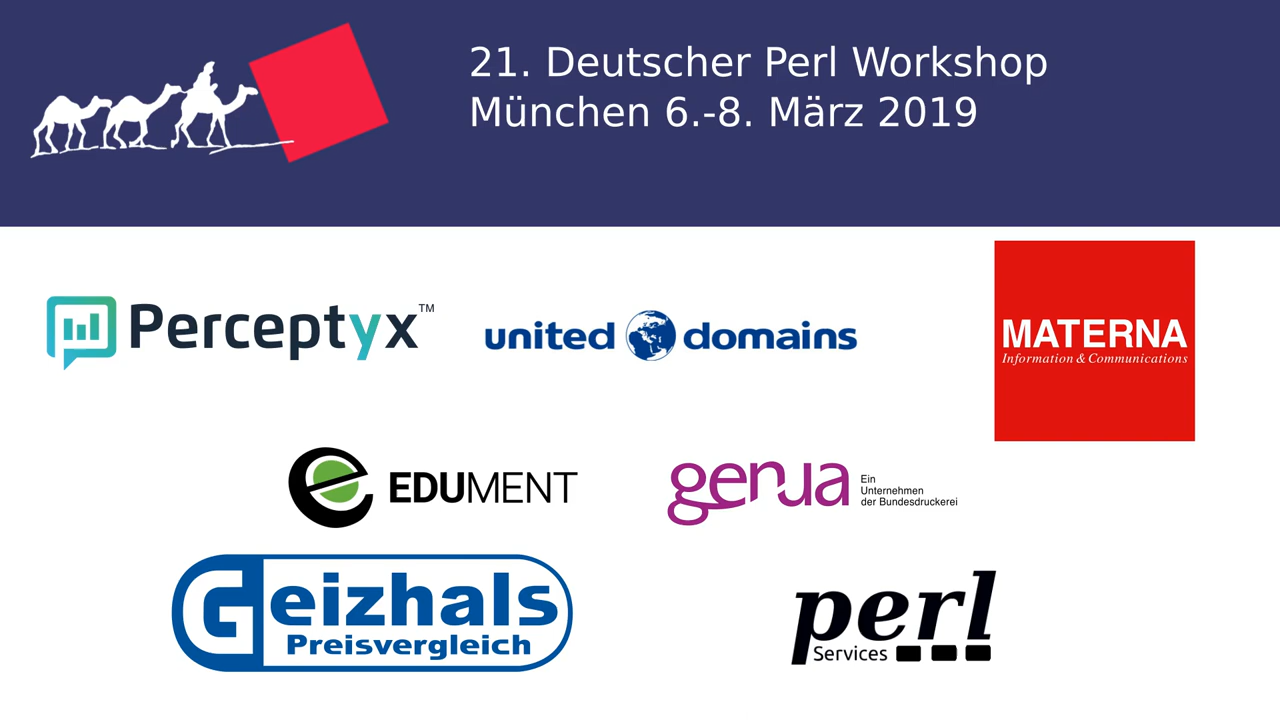 21. Deutscher Perl Workshop
München 6.-8. März 2019
Perceptyx™
united domains
MATERNA
Information & Communications
EDUMENT
genua
Ein
Unternehmen
der Bundesdruckerei
Geizhals
Preisvergleich
perl
Services